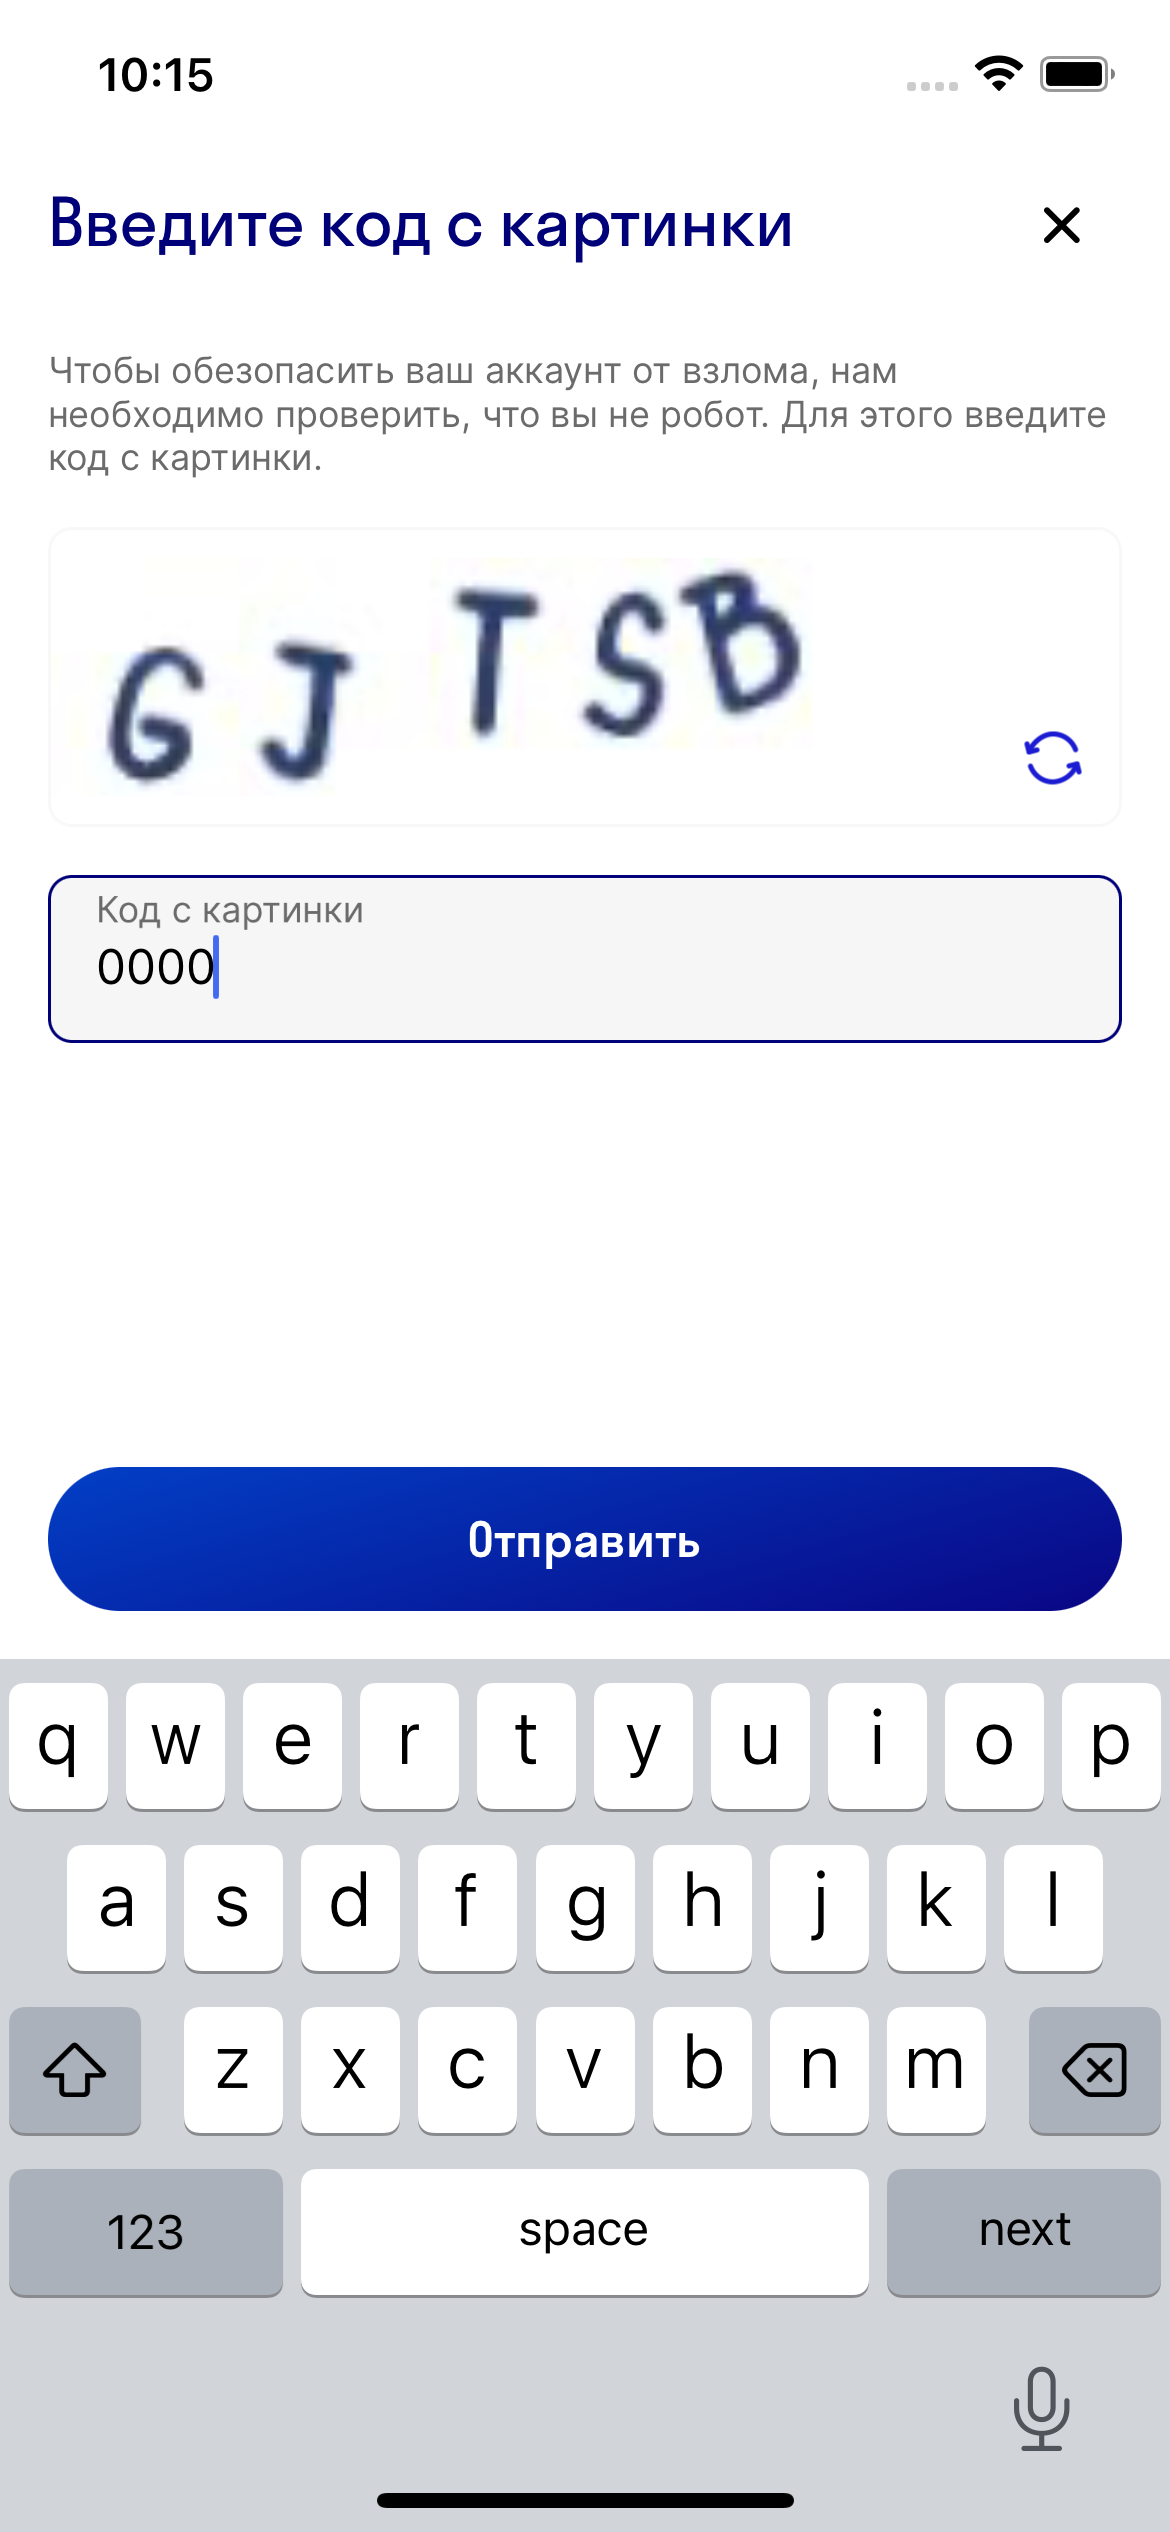 10:15
Введите код с картинки
Чтобы обезопасить ваш аккаунт от взлома, нам
необходимо проверить, что вы не робот. Для этого введите
код с картинки.
GJTSB
Код с картинки
0000
Отправить
q w e r t y u i o p
a s d f g h j k l
z x c v b n m
123 space next